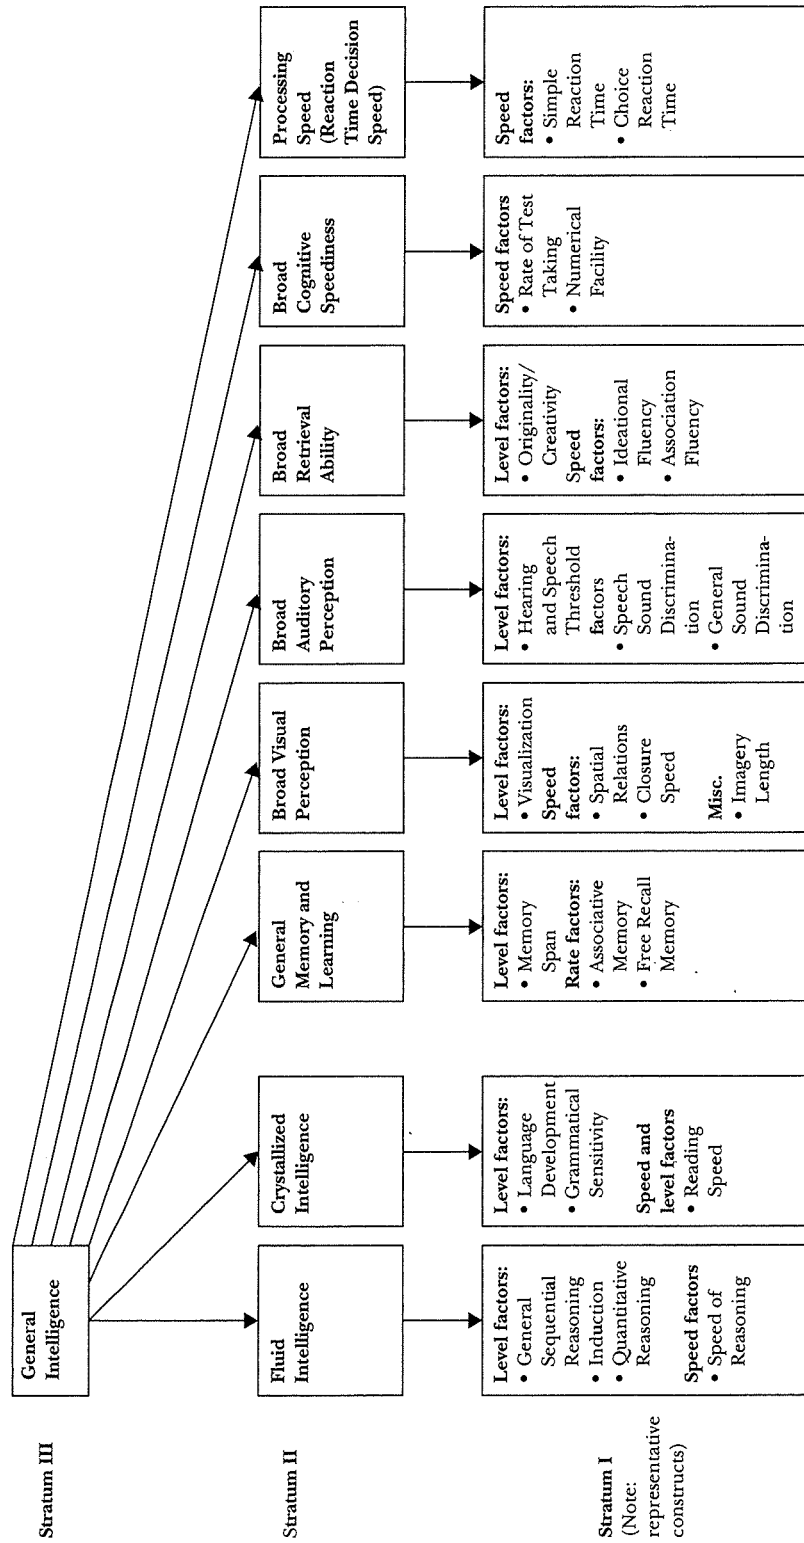 Stratum III
General
Intelligence
Stratum II
Fluid
Intelligence
Crystallized
Intelligence
General
Memory and
Learning
Broad Visual
Perception
Broad
Auditory
Perception
Broad
Retrieval
Ability
Broad
Cognitive
Speediness
Processing
Speed
(Reaction
Time Decision
Speed)
Stratum I
(Note:
representative
constructs)
Level factors:
• General
Sequential
Reasoning
• Induction
• Quantitative
Reasoning
Speed factors
• Speed of
Reasoning
Level factors:
• Language
Development
• Grammatical
Sensitivity
Speed and
level factors
• Reading
Speed
Level factors:
• Memory
Span
Rate factors:
• Associative
Memory
• Free Recall
Memory
Level factors:
• Visualization
Speed
factors:
• Spatial
Relations
• Closure
Speed
Misc.
• Imagery
Length
Level factors:
• Hearing
and Speech
Threshold
factors
• Speech
Sound
Discrimina-
tion
• General
Sound
Discrimina-
tion
Level factors:
• Originality/
Creativity
Speed
factors:
• Ideational
Fluency
• Association
Fluency
Speed factors
• Rate of Test
Taking
• Numerical
Facility
Speed
factors:
• Simple
Reaction
Time
• Choice
Reaction
Time